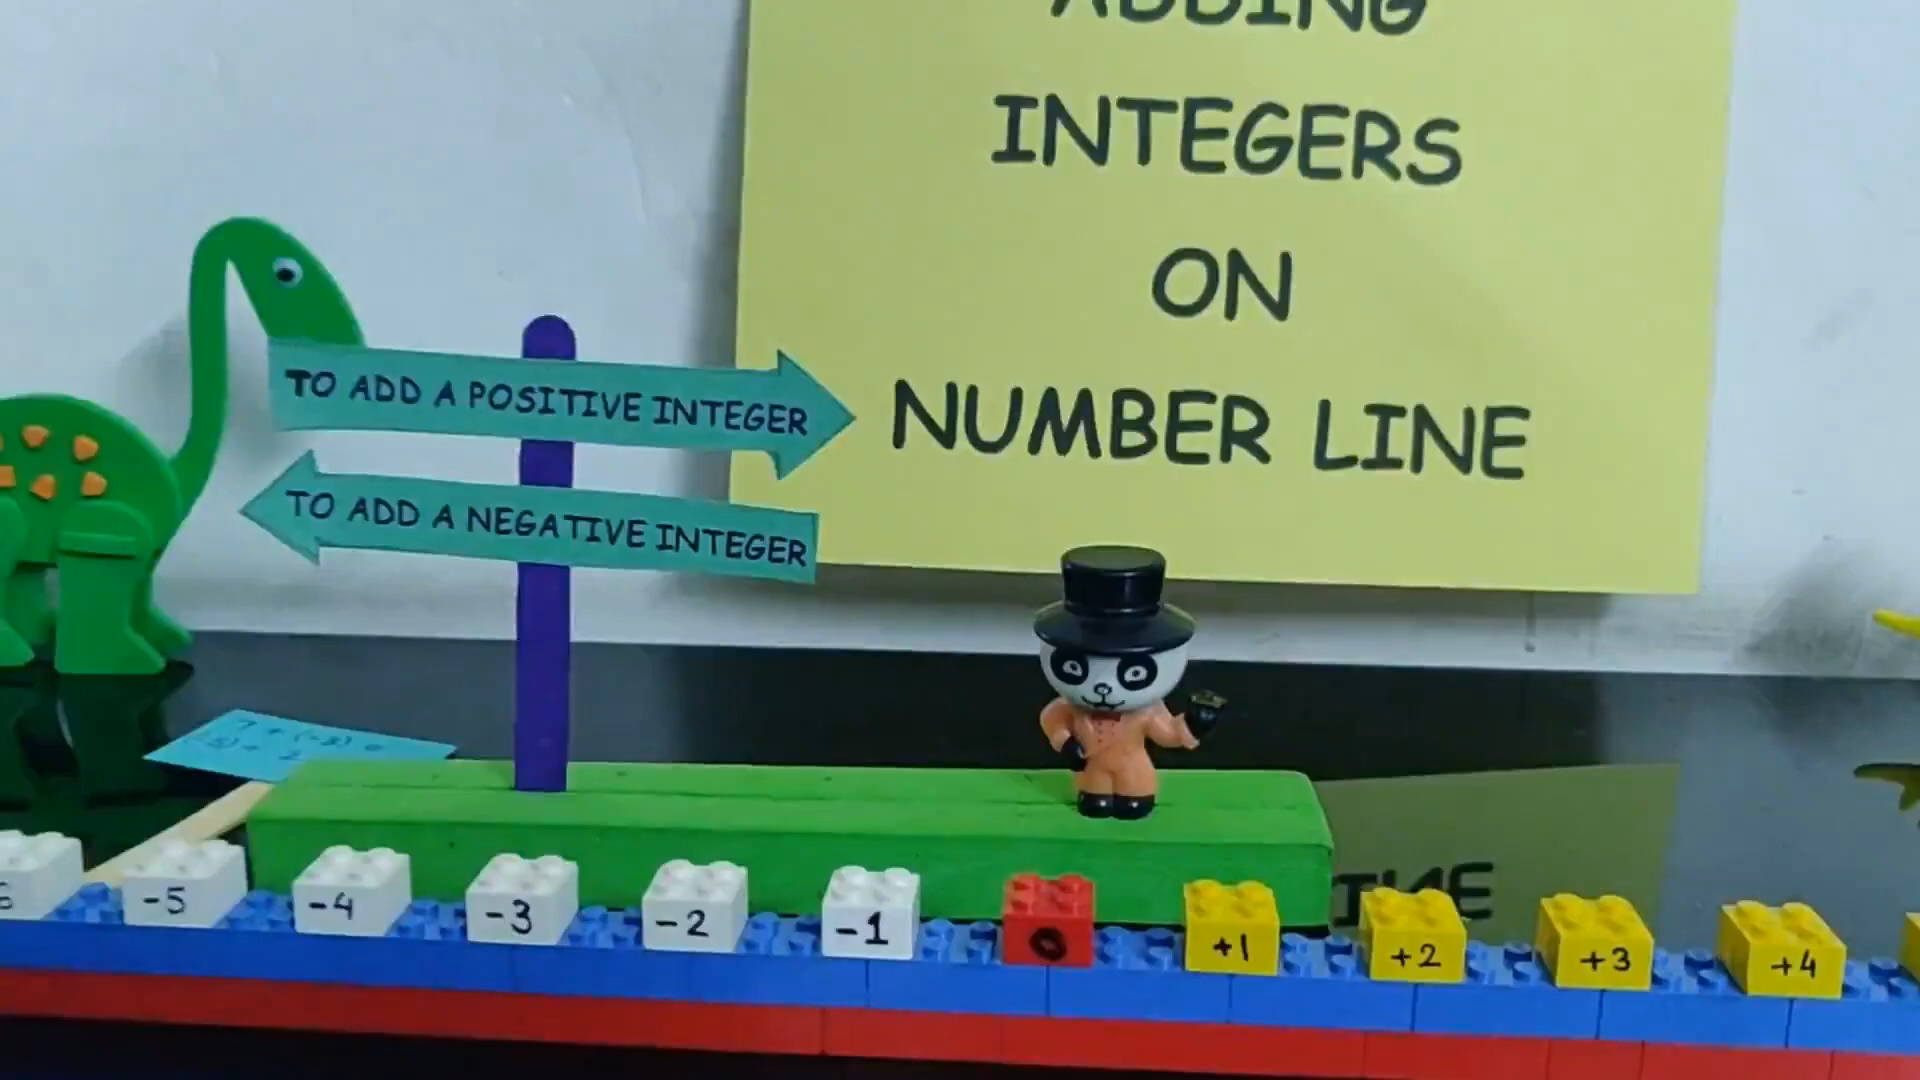 ADDING
INTEGERS
ON
NUMBER LINE
TO ADD A POSITIVE INTEGER
TO ADD A NEGATIVE INTEGER
-5 -4 -3 -2 -1 0 +1 +2 +3 +4